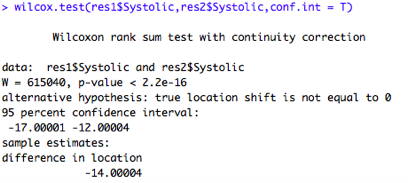 > wilcox.test(res1$Systolic,res2$Systolic,conf.int = T)
Wilcoxon rank sum test with continuity correction
data:  res1$Systolic and res2$Systolic
W = 615040, p-value < 2.2e-16
alternative hypothesis: true location shift is not equal to 0
95 percent confidence interval:
-17.00001 -12.00004
sample estimates:
difference in location
-14.00004